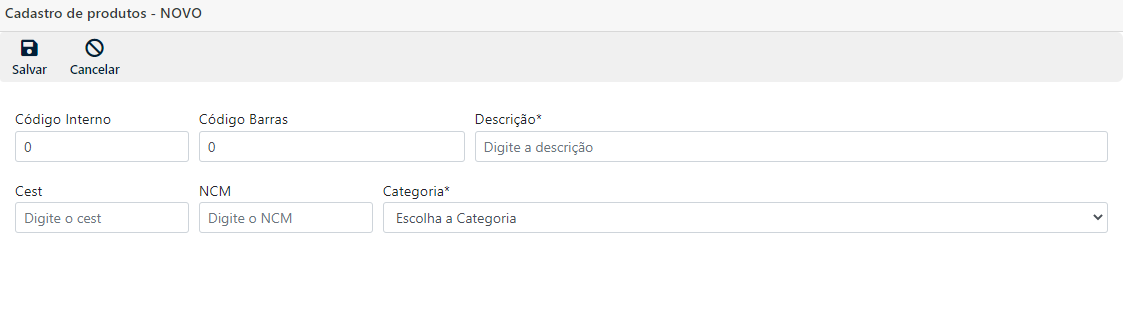 Cadastro de produtos - NOVO
Salvar Cancelar
Código Interno Código Barras Descrição*
0 0 Digite a descrição
Cest NCM Categoria*
Digite o cest Digite o NCM Escolha a Categoria